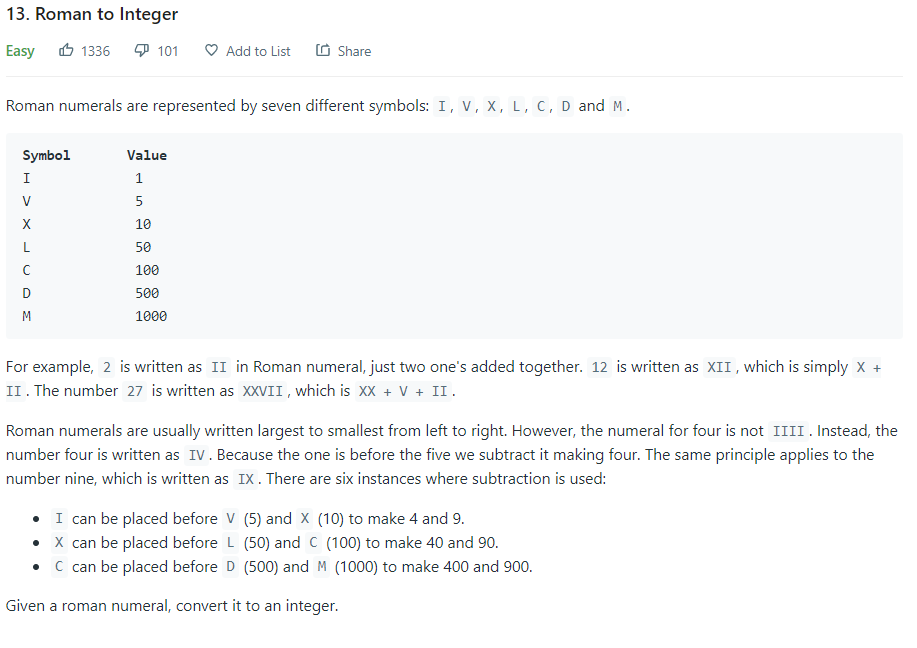 13. Roman to Integer
Easy 1336 101 Add to List Share
Roman numerals are represented by seven different symbols: I, V, X, L, C, D and M.
Symbol Value
I 1
V 5
X 10
L 50
C 100
D 500
M 1000
For example, 2 is written as II in Roman numeral, just two one's added together. 12 is written as XII, which is simply X +
II. The number 27 is written as XXVII, which is XX + V + II.
Roman numerals are usually written largest to smallest from left to right. However, the numeral for four is not IIII. Instead, the
number four is written as IV. Because the one is before the five we subtract it making four. The same principle applies to the
number nine, which is written as IX. There are six instances where subtraction is used:
• I can be placed before V (5) and X (10) to make 4 and 9.
• X can be placed before L (50) and C (100) to make 40 and 90.
• C can be placed before D (500) and M (1000) to make 400 and 900.
Given a roman numeral, convert it to an integer.